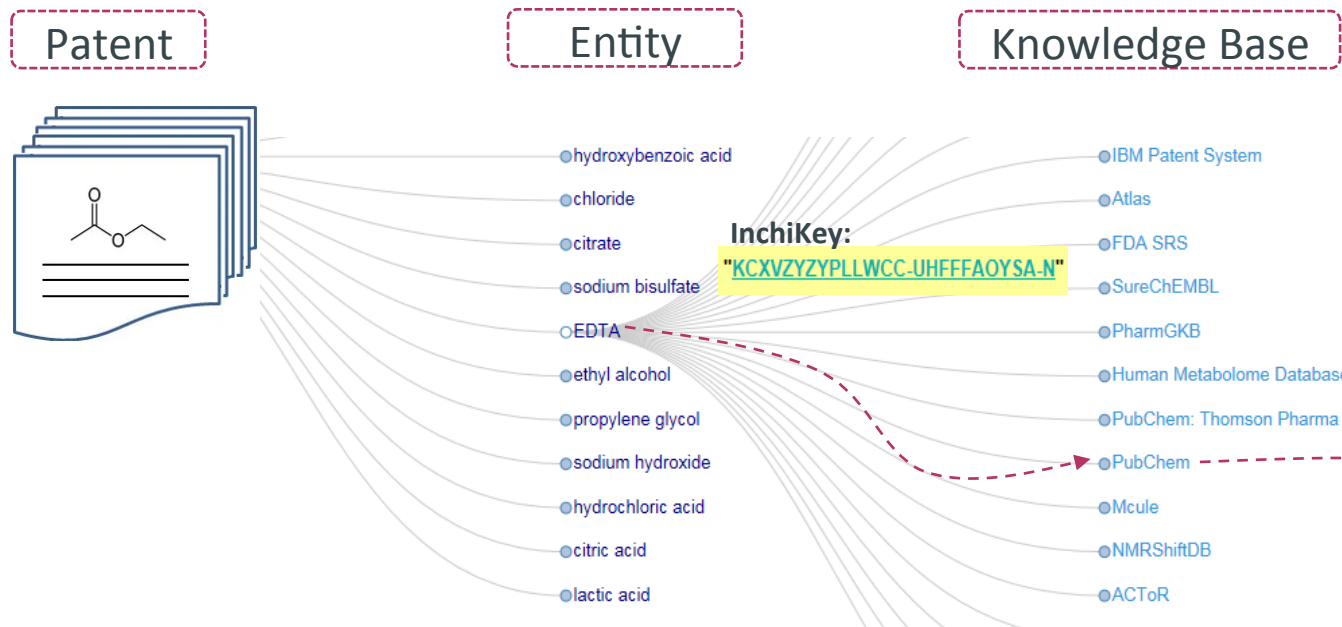 Patent
Entity
Knowledge Base
O
O
hydroxybenzoic acid
chloride
citrate
sodium bisulfate
EDTA
ethyl alcohol
propylene glycol
sodium hydroxide
hydrochloric acid
citric acid
lactic acid
InchiKey:
"KCXVZYZYPLLWCC-UHFFFAOYSA-N"
IBM Patent System
Atlas
FDA SRS
SureChEMBL
PharmGKB
Human Metabolome Database
PubChem: Thomson Pharma
PubChem
Mcule
NMRShiftDB
ACToR